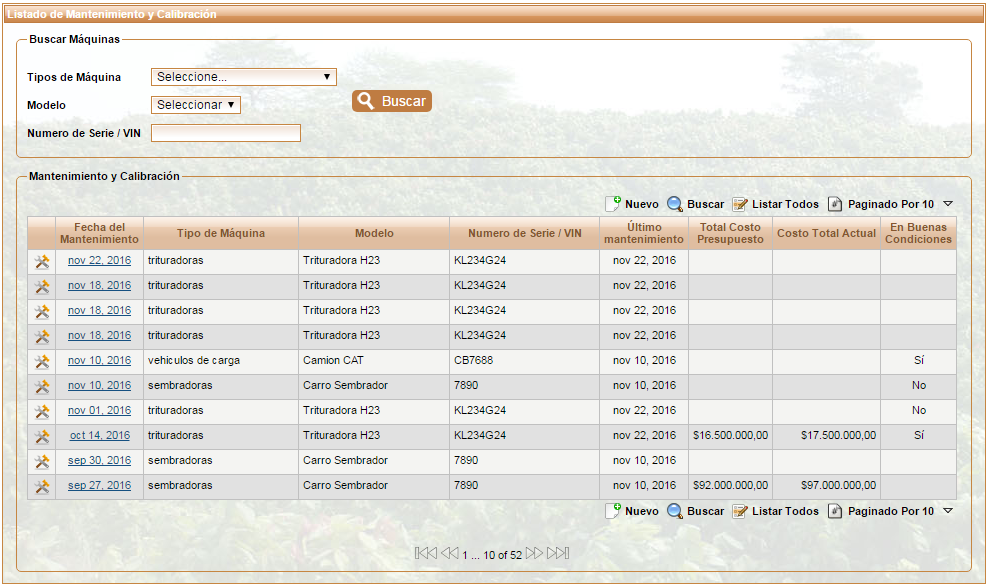 Listado de Mantenimiento y Calibración
Buscar Máquinas
Tipos de Máquina Seleccione...
Modelo Seleccionar Buscar
Numero de Serie / VIN
Mantenimiento y Calibración
Nuevo Buscar Listar Todos Paginado Por 10
Fecha del Mantenimiento Tipo de Máquina Modelo Numero de Serie / VIN Último mantenimiento Total Costo Presupuesto Costo Total Actual En Buenas Condiciones
nov 22, 2016 trituradoras Trituradora H23 KL234G24 nov 22, 2016
nov 18, 2016 trituradoras Trituradora H23 KL234G24 nov 22, 2016
nov 18, 2016 trituradoras Trituradora H23 KL234G24 nov 22, 2016
nov 18, 2016 trituradoras Trituradora H23 KL234G24 nov 22, 2016
nov 10, 2016 vehiculos de carga Camion CAT CB7688 nov 10, 2016 Sí
nov 10, 2016 sembradoras Carro Sembrador 7890 nov 10, 2016 No
nov 01, 2016 trituradoras Trituradora H23 KL234G24 nov 22, 2016 No
oct 14, 2016 trituradoras Trituradora H23 KL234G24 nov 22, 2016 $16.500.000,00 $17.500.000,00 Sí
sep 30, 2016 sembradoras Carro Sembrador 7890 nov 10, 2016
sep 27, 2016 sembradoras Carro Sembrador 7890 nov 10, 2016 $92.000.000,00 $97.000.000,00
Nuevo Buscar Listar Todos Paginado Por 10
1 ... 10 of 52